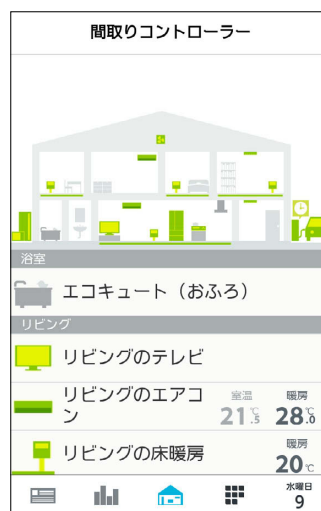 間取りコントローラー
浴室
エコキュート（おふろ）
リビング
リビングのテレビ
リビングのエアコ
ン
室温
21.5℃
暖房
28.0℃
リビングの床暖房
暖房
20℃
水曜日
9